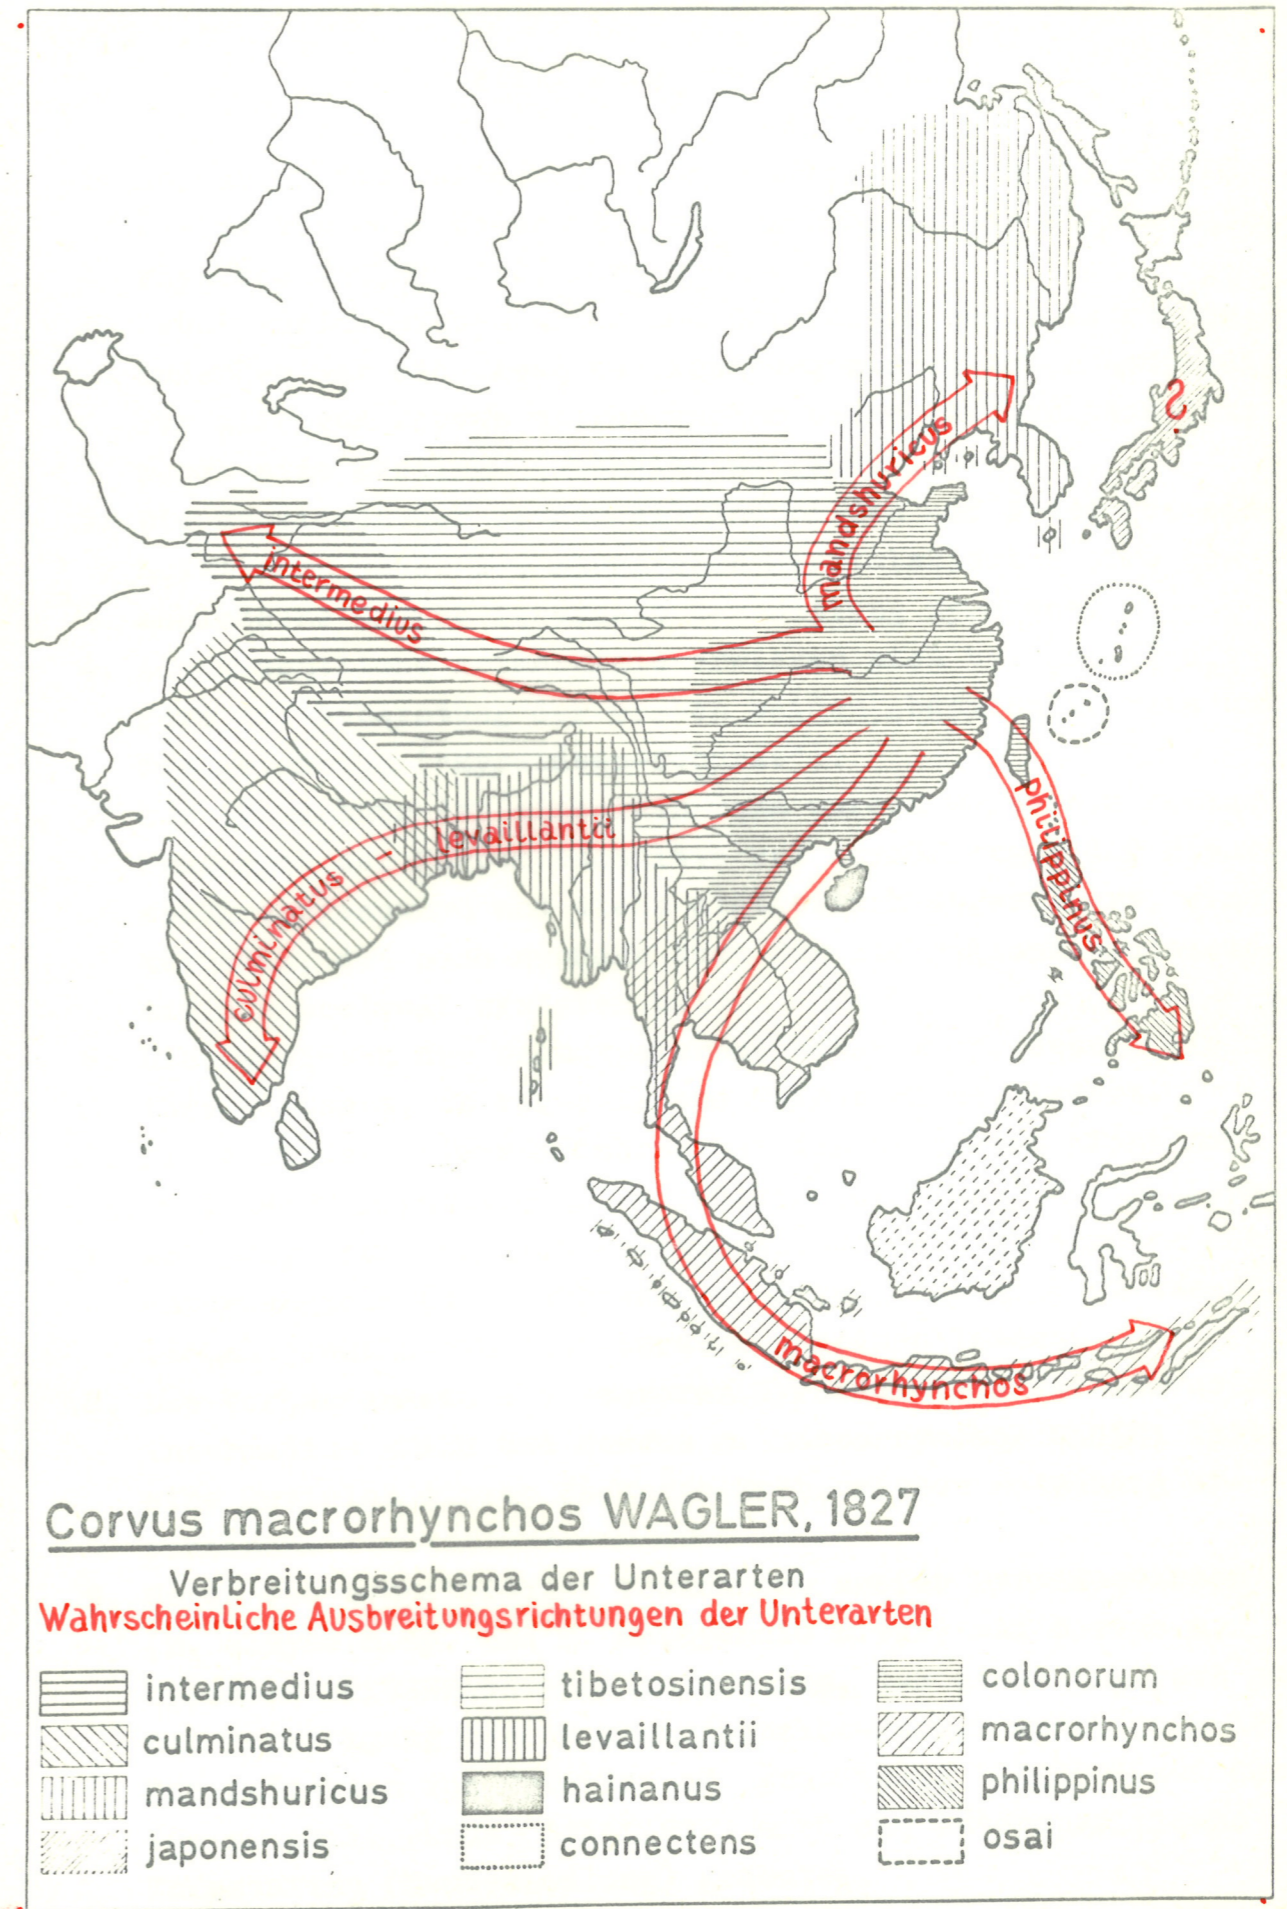 mandshuricus
intermedius
levaillantii
-
culminatus
philippinus
macrorhynchos
?
Corvus macrorhynchos WAGLER, 1827
Verbreitungsschema der Unterarten
Wahrscheinliche Ausbreitungsrichtungen der Unterarten
intermedius
tibetosinensis
colonorum
culminatus
levaillantii
macrorhynchos
mandshuricus
hainanus
philippinus
japonensis
connectens
osai